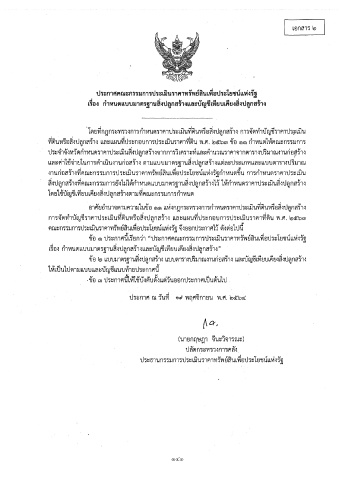 เอกสาร ๒
ประกาศคณะกรรมการประเมินราคาทรัพย์สินเพื่อประโยชน์แห่งรัฐ
เรื่อง กำหนดแบบมาตรฐานสิ่งปลูกสร้างและบัญชีเทียบเคียงสิ่งปลูกสร้าง
โดยที่กฎกระทรวงการกำหนดราคาประเมินที่ดินหรือสิ่งปลูกสร้าง การจัดทำบัญชีราคาประเมิน
ที่ดินหรือสิ่งปลูกสร้าง และแผนที่ประกอบการประเมินราคาที่ดิน พ.ศ. ๒๕๖๓ ข้อ ๑๑ กำหนดให้คณะกรรมการ
ประจำจังหวัดกำหนดราคาประเมินสิ่งปลูกสร้างจากการวิเคราะห์และคำนวณราคาจากตารางปริมาณงานก่อสร้าง
และค่าใช้จ่ายในการดำเนินงานก่อสร้าง ตามแบบมาตรฐานสิ่งปลูกสร้างแต่ละประเภทและแบบตารางปริมาณ
งานก่อสร้างที่คณะกรรมการประเมินราคาทรัพย์สินเพื่อประโยชน์แห่งรัฐกำหนดขึ้น การกำหนดราคาประเมิน
สิ่งปลูกสร้างที่คณะกรรมการยังไม่ได้กำหนดแบบมาตรฐานสิ่งปลูกสร้างไว้ ให้กำหนดราคาประเมินสิ่งปลูกสร้าง
โดยใช้บัญชีเทียบเคียงสิ่งปลูกสร้างตามที่คณะกรรมการกำหนด
อาศัยอำนาจตามความในข้อ ๑๑ แห่งกฎกระทรวงการกำหนดราคาประเมินที่ดินหรือสิ่งปลูกสร้าง
การจัดทำบัญชีราคาประเมินที่ดินหรือสิ่งปลูกสร้าง และแผนที่ประกอบการประเมินราคาที่ดิน พ.ศ. ๒๕๖๓
คณะกรรมการประเมินราคาทรัพย์สินเพื่อประโยชน์แห่งรัฐ จึงออกประกาศไว้ ดังต่อไปนี้
ข้อ ๑ ประกาศนี้เรียกว่า "ประกาศคณะกรรมการประเมินราคาทรัพย์สินเพื่อประโยชน์แห่งรัฐ
เรื่อง กำหนดแบบมาตรฐานสิ่งปลูกสร้างและบัญชีเทียบเคียงสิ่งปลูกสร้าง"
ข้อ ๒ แบบมาตรฐานสิ่งปลูกสร้าง แบบตารางปริมาณงานก่อสร้าง และบัญชีเทียบเคียงสิ่งปลูกสร้าง
ให้เป็นไปตามแบบและบัญชีแนบท้ายประกาศนี้
ข้อ ๓ ประกาศนี้ให้ใช้บังคับตั้งแต่วันออกประกาศเป็นต้นไป
ประกาศ ณ วันที่ ๑๗ พฤศจิกายน พ.ศ. ๒๕๖๔
(นายกฤษฎา จีนะวิจารณะ)
ปลัดกระทรวงการคลัง
ประธานกรรมการประเมินราคาทรัพย์สินเพื่อประโยชน์แห่งรัฐ